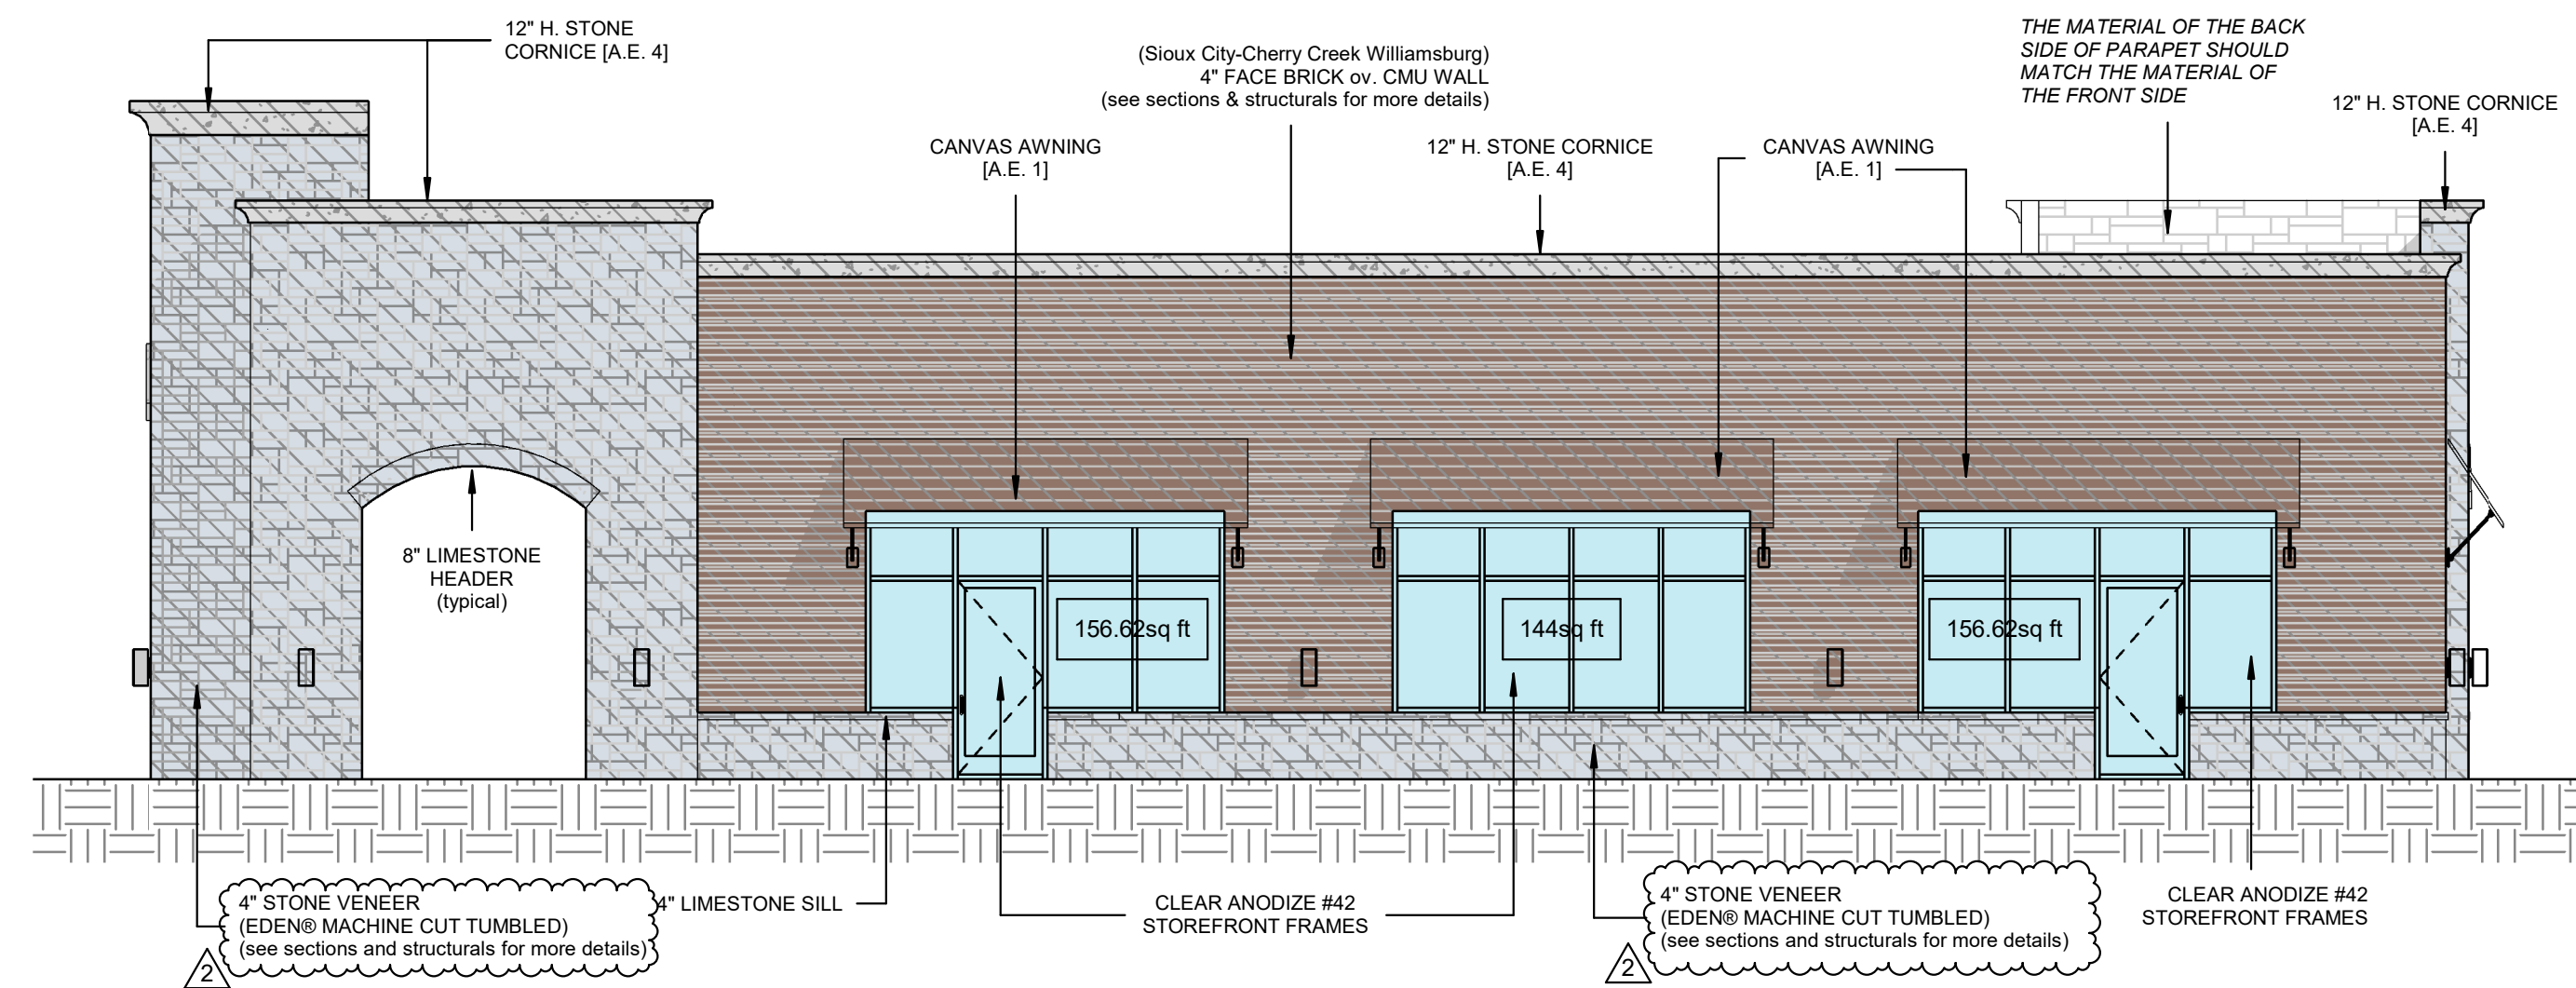 12" H. STONE
CORNICE [A.E. 4]
(Sioux City-Cherry Creek Williamsburg)
4" FACE BRICK ov. CMU WALL
(see sections & structurals for more details)
THE MATERIAL OF THE BACK
SIDE OF PARAPET SHOULD
MATCH THE MATERIAL OF
THE FRONT SIDE
12" H. STONE CORNICE
[A.E. 4]
CANVAS AWNING
[A.E. 1]
12" H. STONE CORNICE
[A.E. 4]
CANVAS AWNING
[A.E. 1]
8" LIMESTONE
HEADER
(typical)
156.62sq ft
144sq ft
156.62sq ft
4" STONE VENEER
(EDEN® MACHINE CUT TUMBLED)
(see sections and structurals for more details)
2
4" LIMESTONE SILL
CLEAR ANODIZE #42
STOREFRONT FRAMES
4" STONE VENEER
(EDEN® MACHINE CUT TUMBLED)
(see sections and structurals for more details)
2
CLEAR ANODIZE #42
STOREFRONT FRAMES